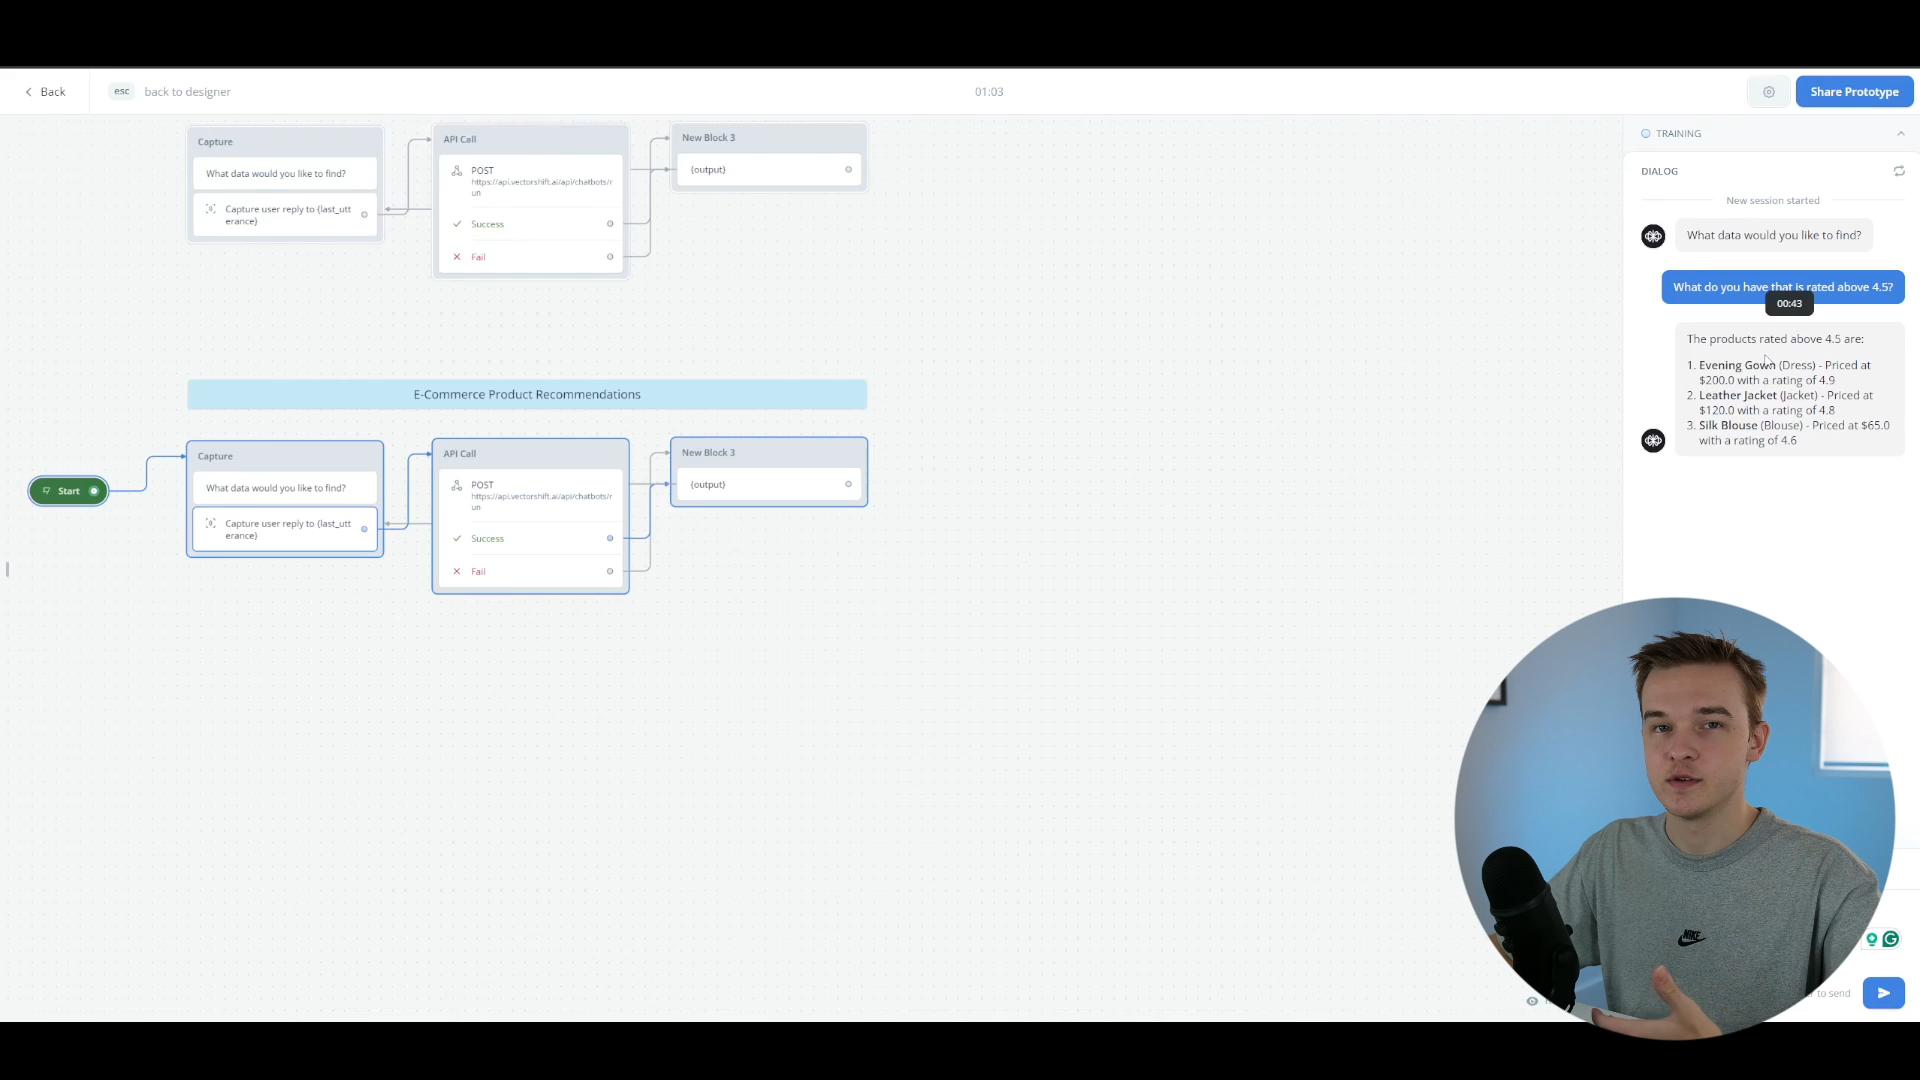 Back
esc back to designer
01:03
Share Prototype
Capture
What data would you like to find?
Capture user reply to {last_utt
erance}
API Call
POST
https://api.vectorshift.ai/api/chatbots/r
un
Success
Fail
New Block 3
{output}
E-Commerce Product Recommendations
Start
Capture
What data would you like to find?
Capture user reply to {last_utt
erance}
API Call
POST
https://api.vectorshift.ai/api/chatbots/r
un
Success
Fail
New Block 3
{output}
TRAINING
DIALOG
New session started
What data would you like to find?
What do you have that is rated above 4.5?
00:43
The products rated above 4.5 are:
1. Evening Gown (Dress) - Priced at
$200.0 with a rating of 4.9
2. Leather Jacket (Jacket) - Priced at
$120.0 with a rating of 4.8
3. Silk Blouse (Blouse) - Priced at $65.0
with a rating of 4.6
NIKE
to send